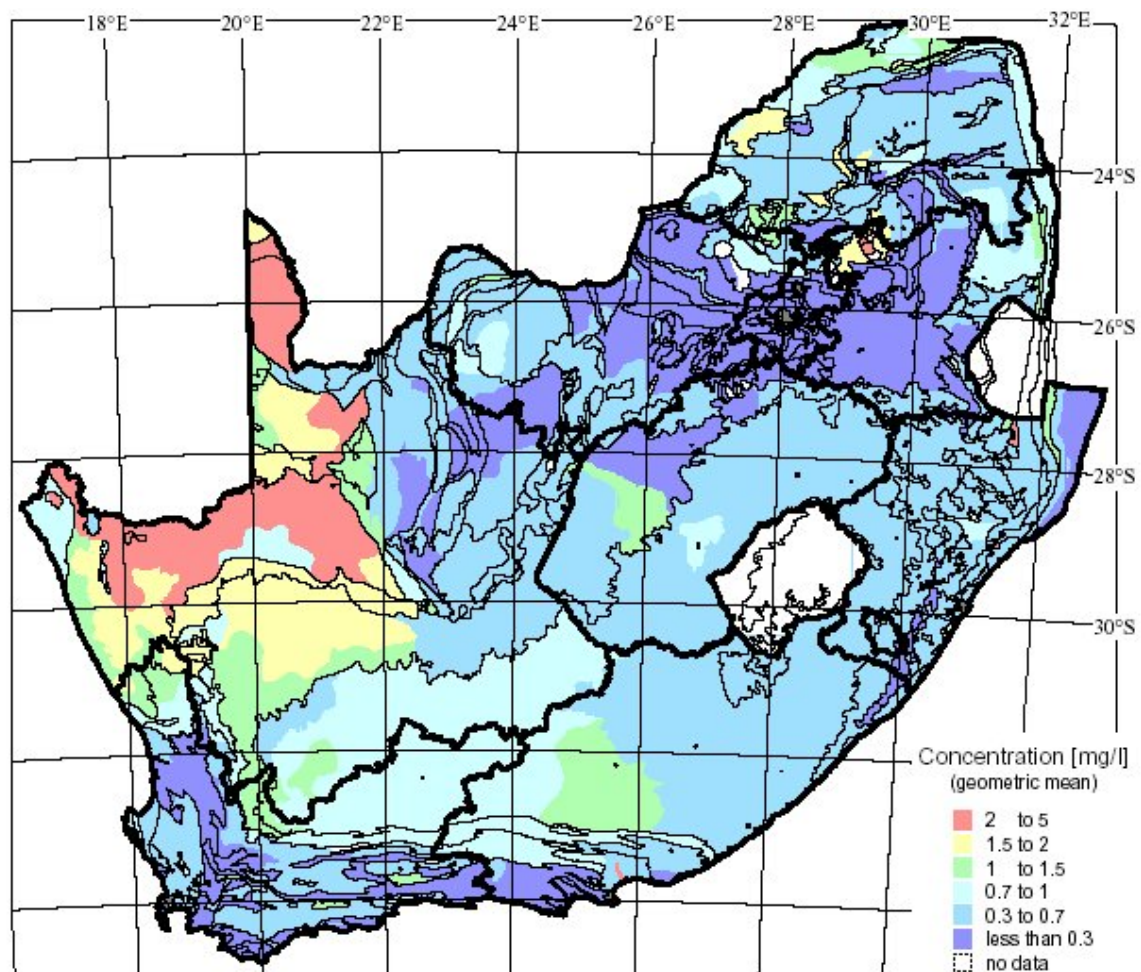 18°E 20°E 22°E 24°E 26°E 28°E 30°E 32°E
24°S
26°S
28°S
30°S
Concentration [mg/l]
(geometric mean)
2 to 5
1.5 to 2
1 to 1.5
0.7 to 1
0.3 to 0.7
less than 0.3
no data